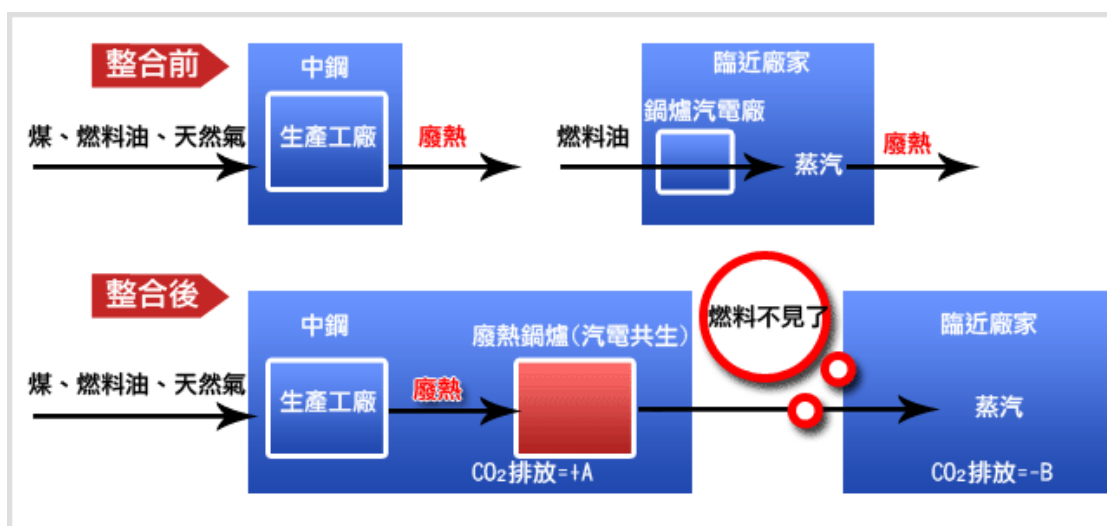 整合前
中鋼
臨近廠家
鍋爐汽電廠
煤、燃料油、天然氣
生產工廠
廢熱
燃料油
蒸汽
廢熱
整合後
中鋼
廢熱鍋爐(汽電共生)
燃料不見了
臨近廠家
煤、燃料油、天然氣
生產工廠
廢熱
蒸汽
CO₂排放=+A
CO₂排放=-B